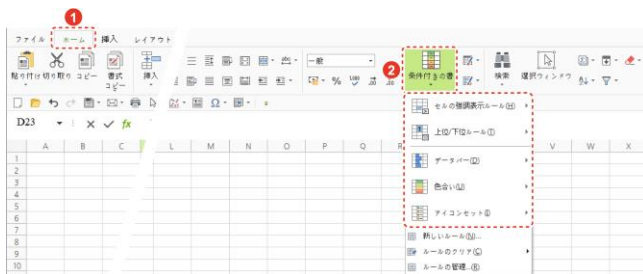 1
ファイル ホーム 挿入 レイアウト
貼り付け 切り取り コピー 書式コピー 挿入 一般 2 条件付きの書 検索 選択ウィンドウ
D23 fx
セルの強調表示ルール(H)
上位/下位ルール(T)
データバー(D)
色合い(U)
アイコンセット(I)
新しいルール(N)...
ルールのクリア(C)
ルールの管理...(R)
A B C L M N O P Q R V W X
1
2
3
4
5
6
7
8
9
10